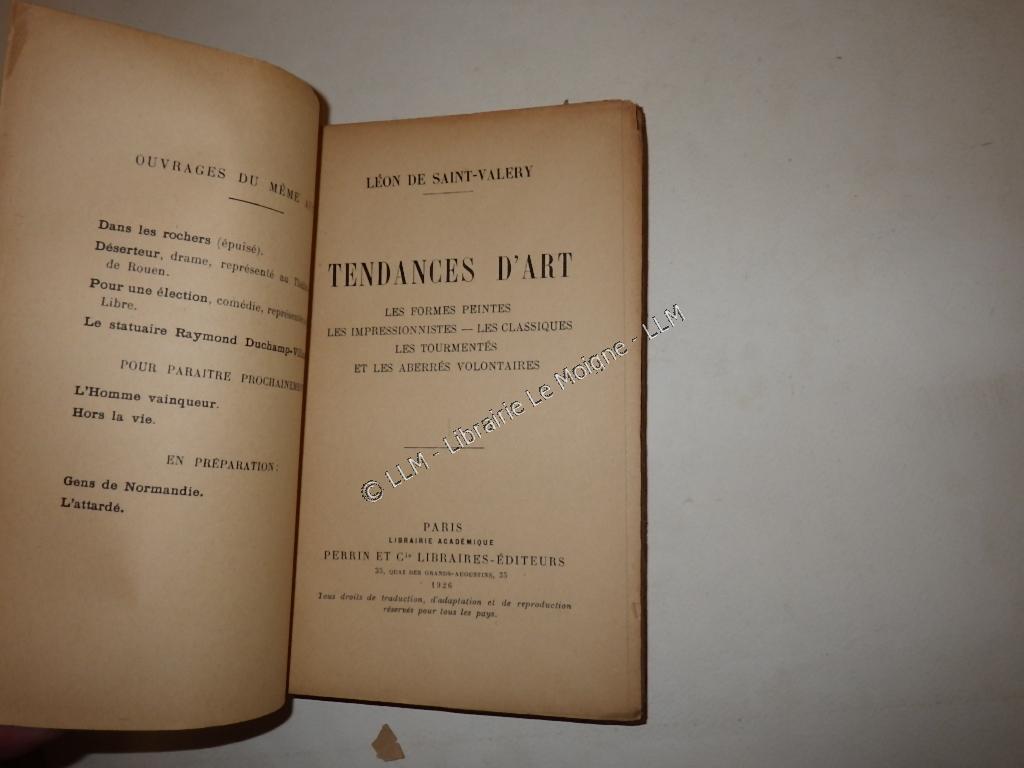 OUVRAGES DU MÊME
Dans les rochers (épuisé).
Déserteur, drame, représenté au
de Rouen.
Pour une élection, comédie,
Libre.
Le statuaire Raymond
POUR PARAITRE
L'Homme vainqueur.
Hors la vie.
EN PRÉPARATION:
Gens de Normandie.
L'attardé.
LÉON DE SAINT-VALERY
TENDANCES D'ART
LES FORMES PEINTES
LES IMPRESSIONNISTES — LES CLASSIQUES
LES TOURMENTÉS
ET LES ABERRÉS VOLONTAIRES
PARIS
LIBRAIRIE ACADÉMIQUE
PERRIN ET Cie LIBRAIRES-ÉDITEURS
35, QUAI DES GRANDS-AUGUSTINS, 35
1926
Tous droits de traduction, d'adaptation et de reproduction
réservés pour tous les pays.
© LLM - Librairie Le Moigne - LLM